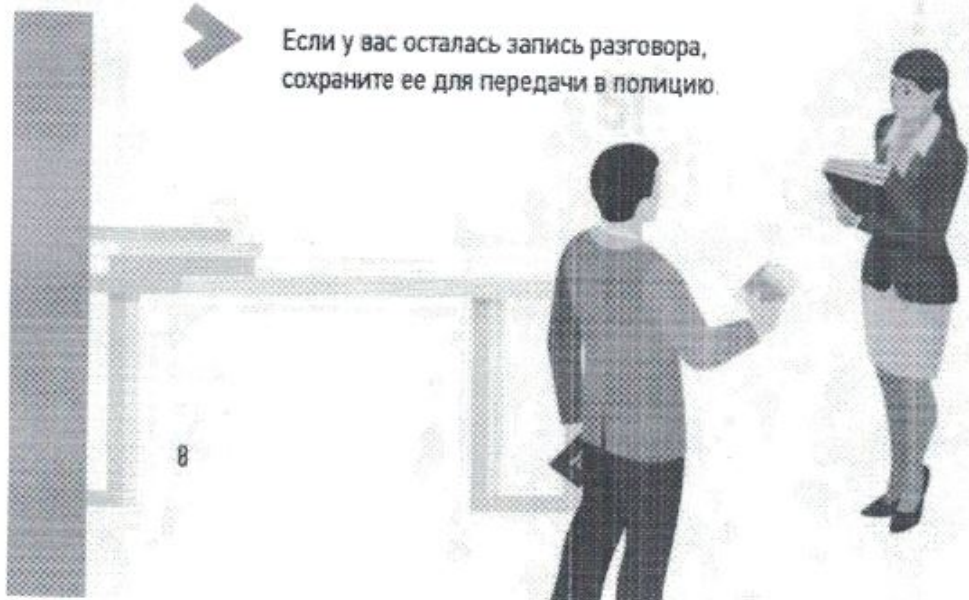 Если у вас осталась запись разговора,
сохраните ее для передачи в полицию.
8